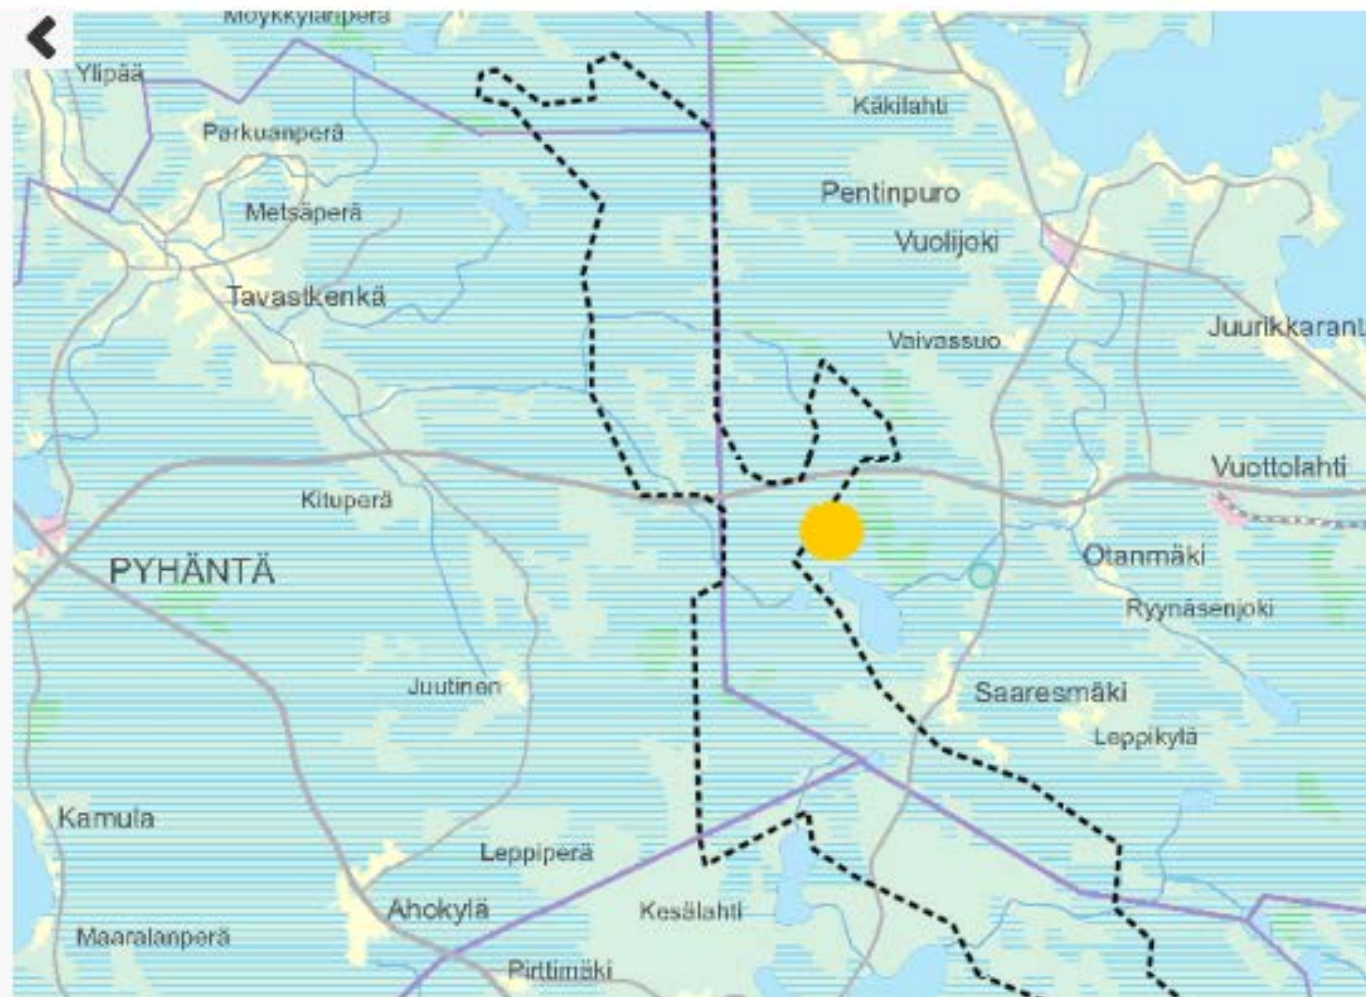 Möykkylänperä
Ylipää
Käkilahti
Parkuanperä
Pentinpuro
Metsäperä
Vuolijoki
Tavastkenkä
Juurikkarant
Vaivassuo
Vuottolahti
Kituperä
Otanmäki
PYHÄNTÄ
Ryynäsenjoki
Juutinen
Saaresmäki
Leppikylä
Kamula
Leppiperä
Ahokylä
Kesälahti
Maaralanperä
Pirttimäki